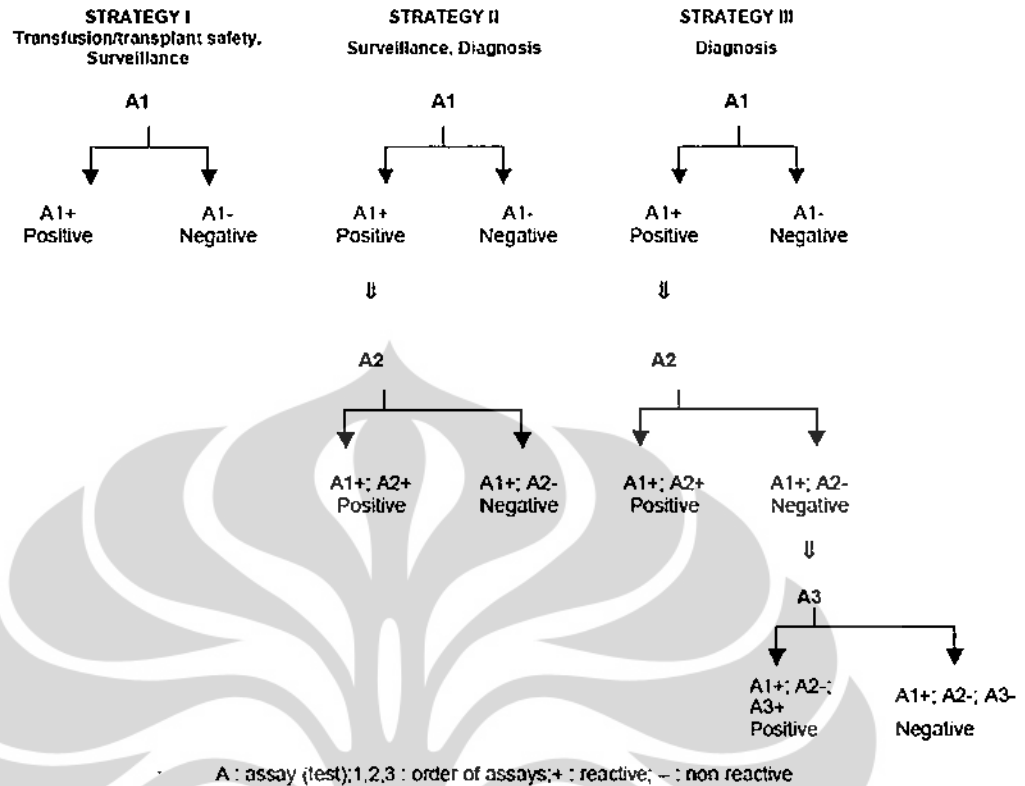 STRATEGY I
Transfusion/transplant safety,
Surveillance
A1
A1+
Positive
A1-
Negative
STRATEGY II
Surveillance, Diagnosis
A1
A1+
Positive
A1-
Negative
⇓
A2
A1+; A2+
Positive
A1+; A2-
Negative
STRATEGY III
Diagnosis
A1
A1+
Positive
A1-
Negative
⇓
A2
A1+; A2+
Positive
A1+; A2-
Negative
⇓
A3
A1+; A2-;
A3+
Positive
A1+; A2-; A3-
Negative
A : assay (test);1,2,3 : order of assays;+ : reactive; – : non reactive